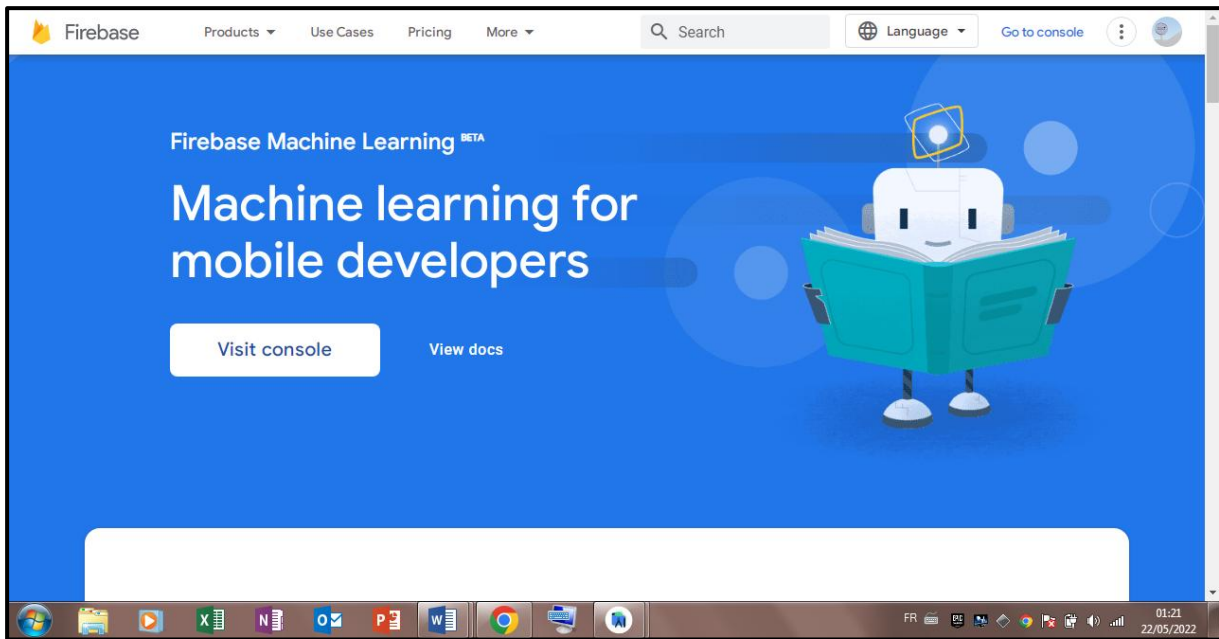 Firebase Products Use Cases Pricing More Search Language Go to console
Firebase Machine Learning BETA
Machine learning for
mobile developers
Visit console View docs
FR 01:21
22/05/2022